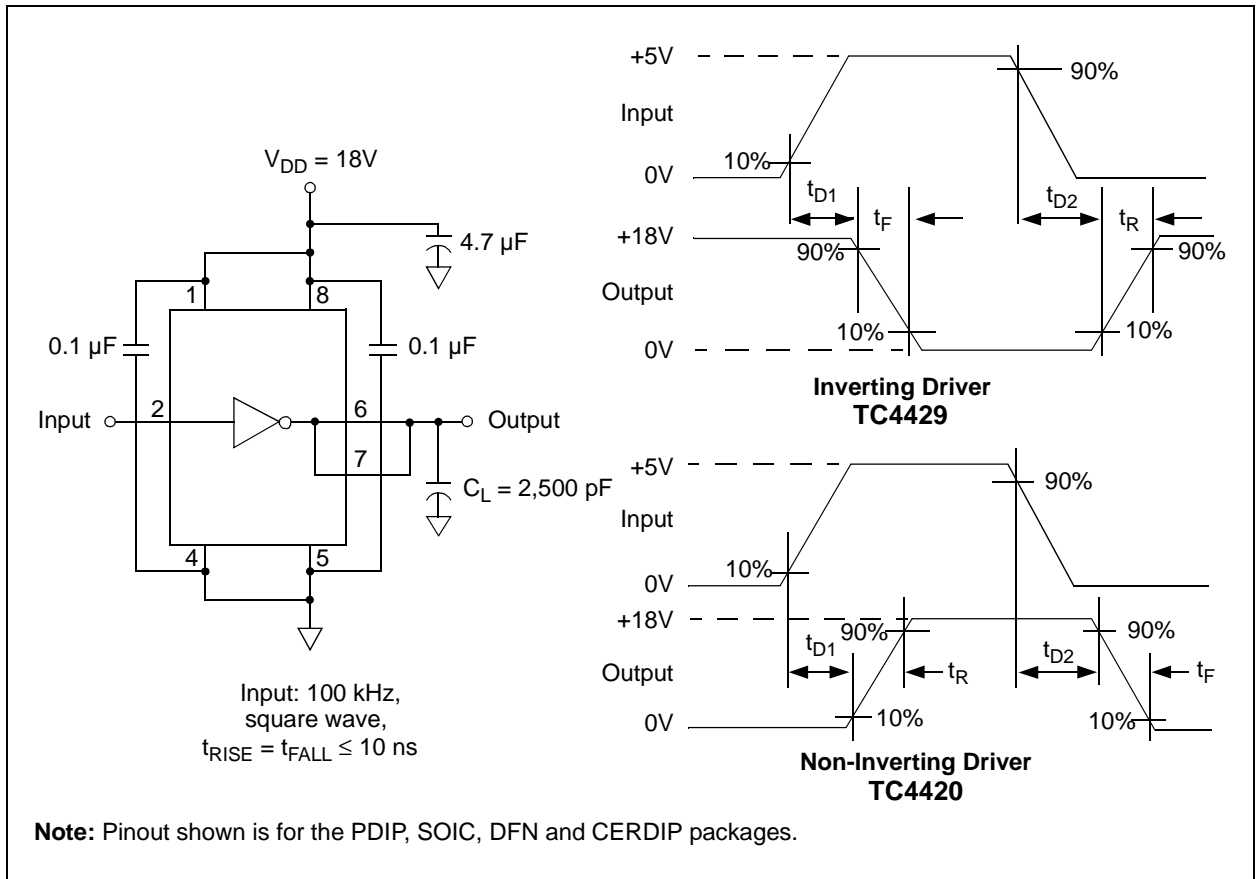 V_DD = 18V
4.7 µF
1
8
0.1 µF
0.1 µF
Input
2
6
Output
7
C_L = 2,500 pF
4
5
Input: 100 kHz,
square wave,
t_RISE = t_FALL ≤ 10 ns
+5V
90%
Input
10%
0V
t_D1
t_D2
t_F
t_R
+18V
90%
90%
Output
10%
10%
0V
Inverting Driver
TC4429
+5V
90%
Input
10%
0V
+18V
90%
90%
t_D1
t_D2
Output
t_R
t_F
10%
10%
0V
Non-Inverting Driver
TC4420
Note: Pinout shown is for the PDIP, SOIC, DFN and CERDIP packages.